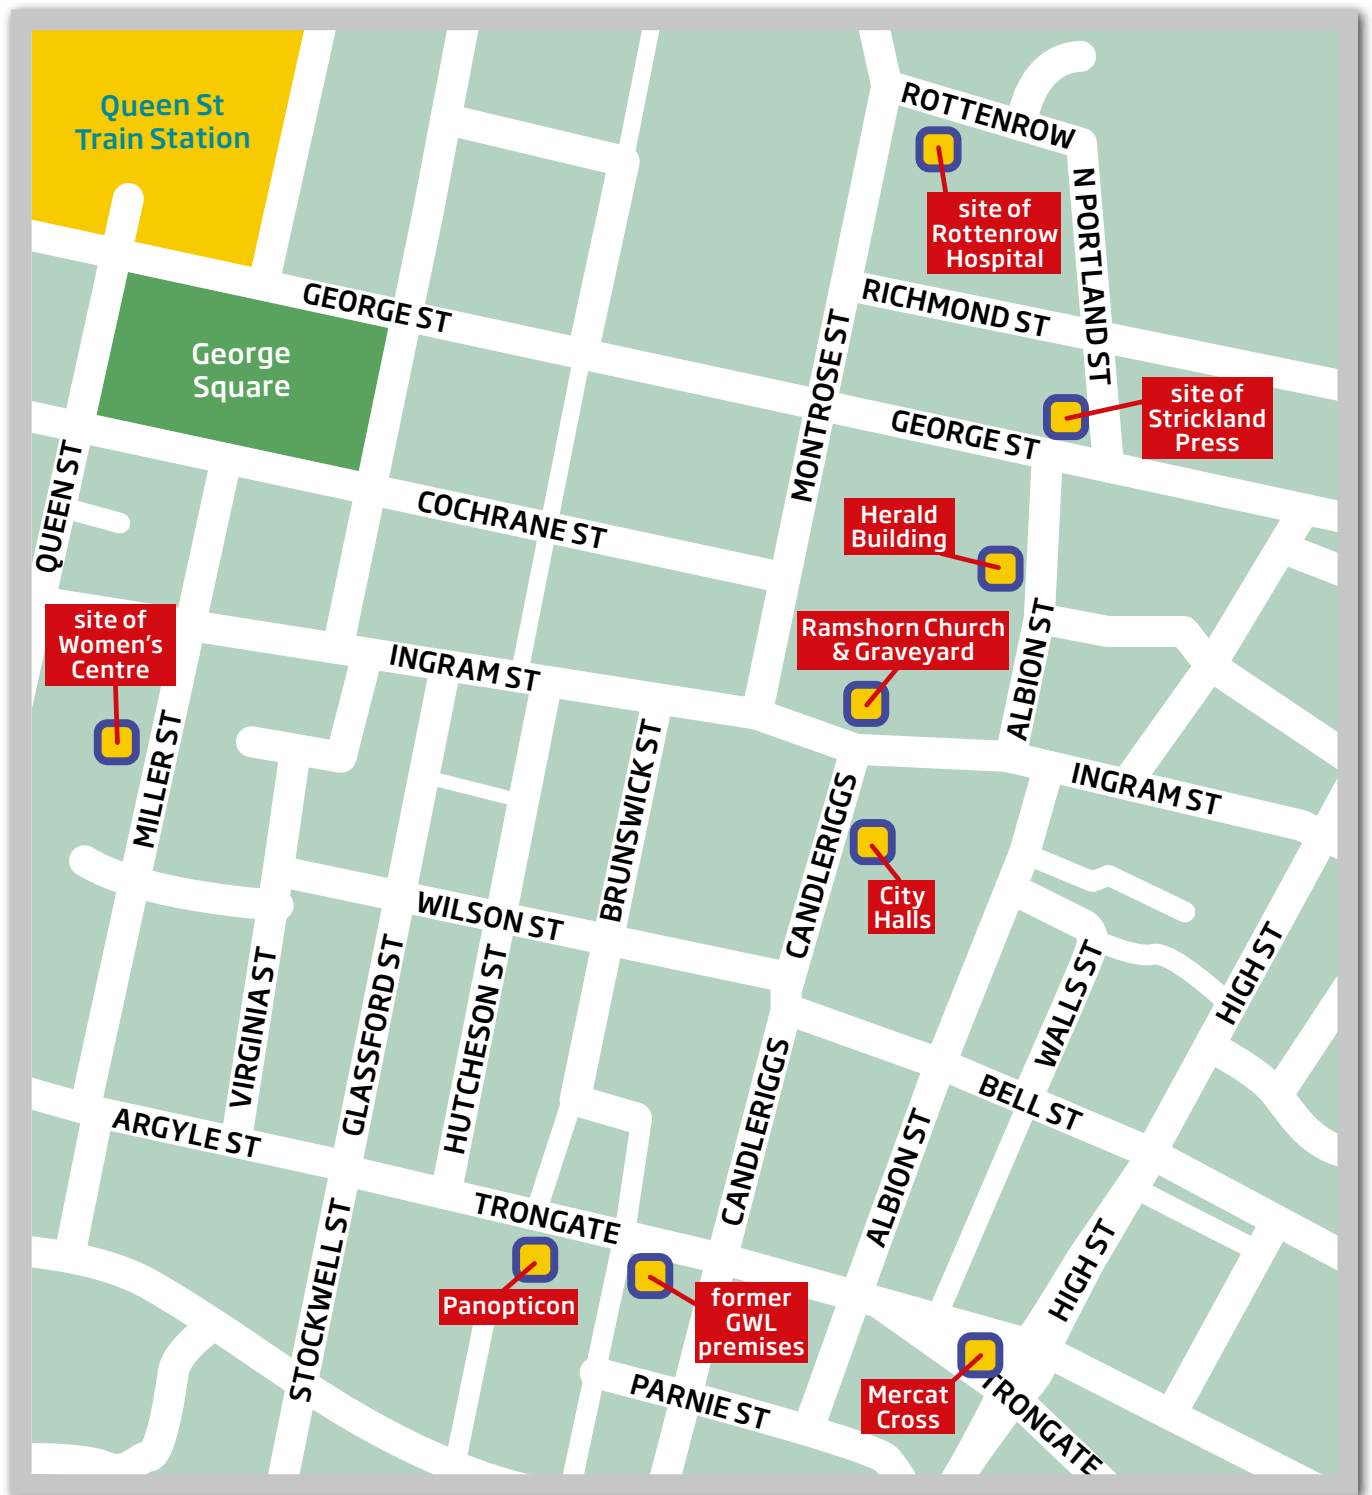 Queen St
Train Station
ROTTENROW
site of
Rottenrow
Hospital
N PORTLAND ST
GEORGE ST
RICHMOND ST
George
Square
MONTROSE ST
site of
Strickland
Press
GEORGE ST
QUEEN ST
COCHRANE ST
Herald
Building
site of
Women's
Centre
Ramshorn Church
& Graveyard
ALBION ST
INGRAM ST
MILLER ST
BRUNSWICK ST
CANDLERIGGS
INGRAM ST
City
Halls
WILSON ST
HIGH ST
VIRGINIA ST
GLASSFORD ST
HUTCHESON ST
WALLS ST
CANDLERIGGS
BELL ST
ARGYLE ST
ALBION ST
TRONGATE
STOCKWELL ST
HIGH ST
Panopticon
former
GWL
premises
PARNIE ST
Mercat
Cross
TRONGATE